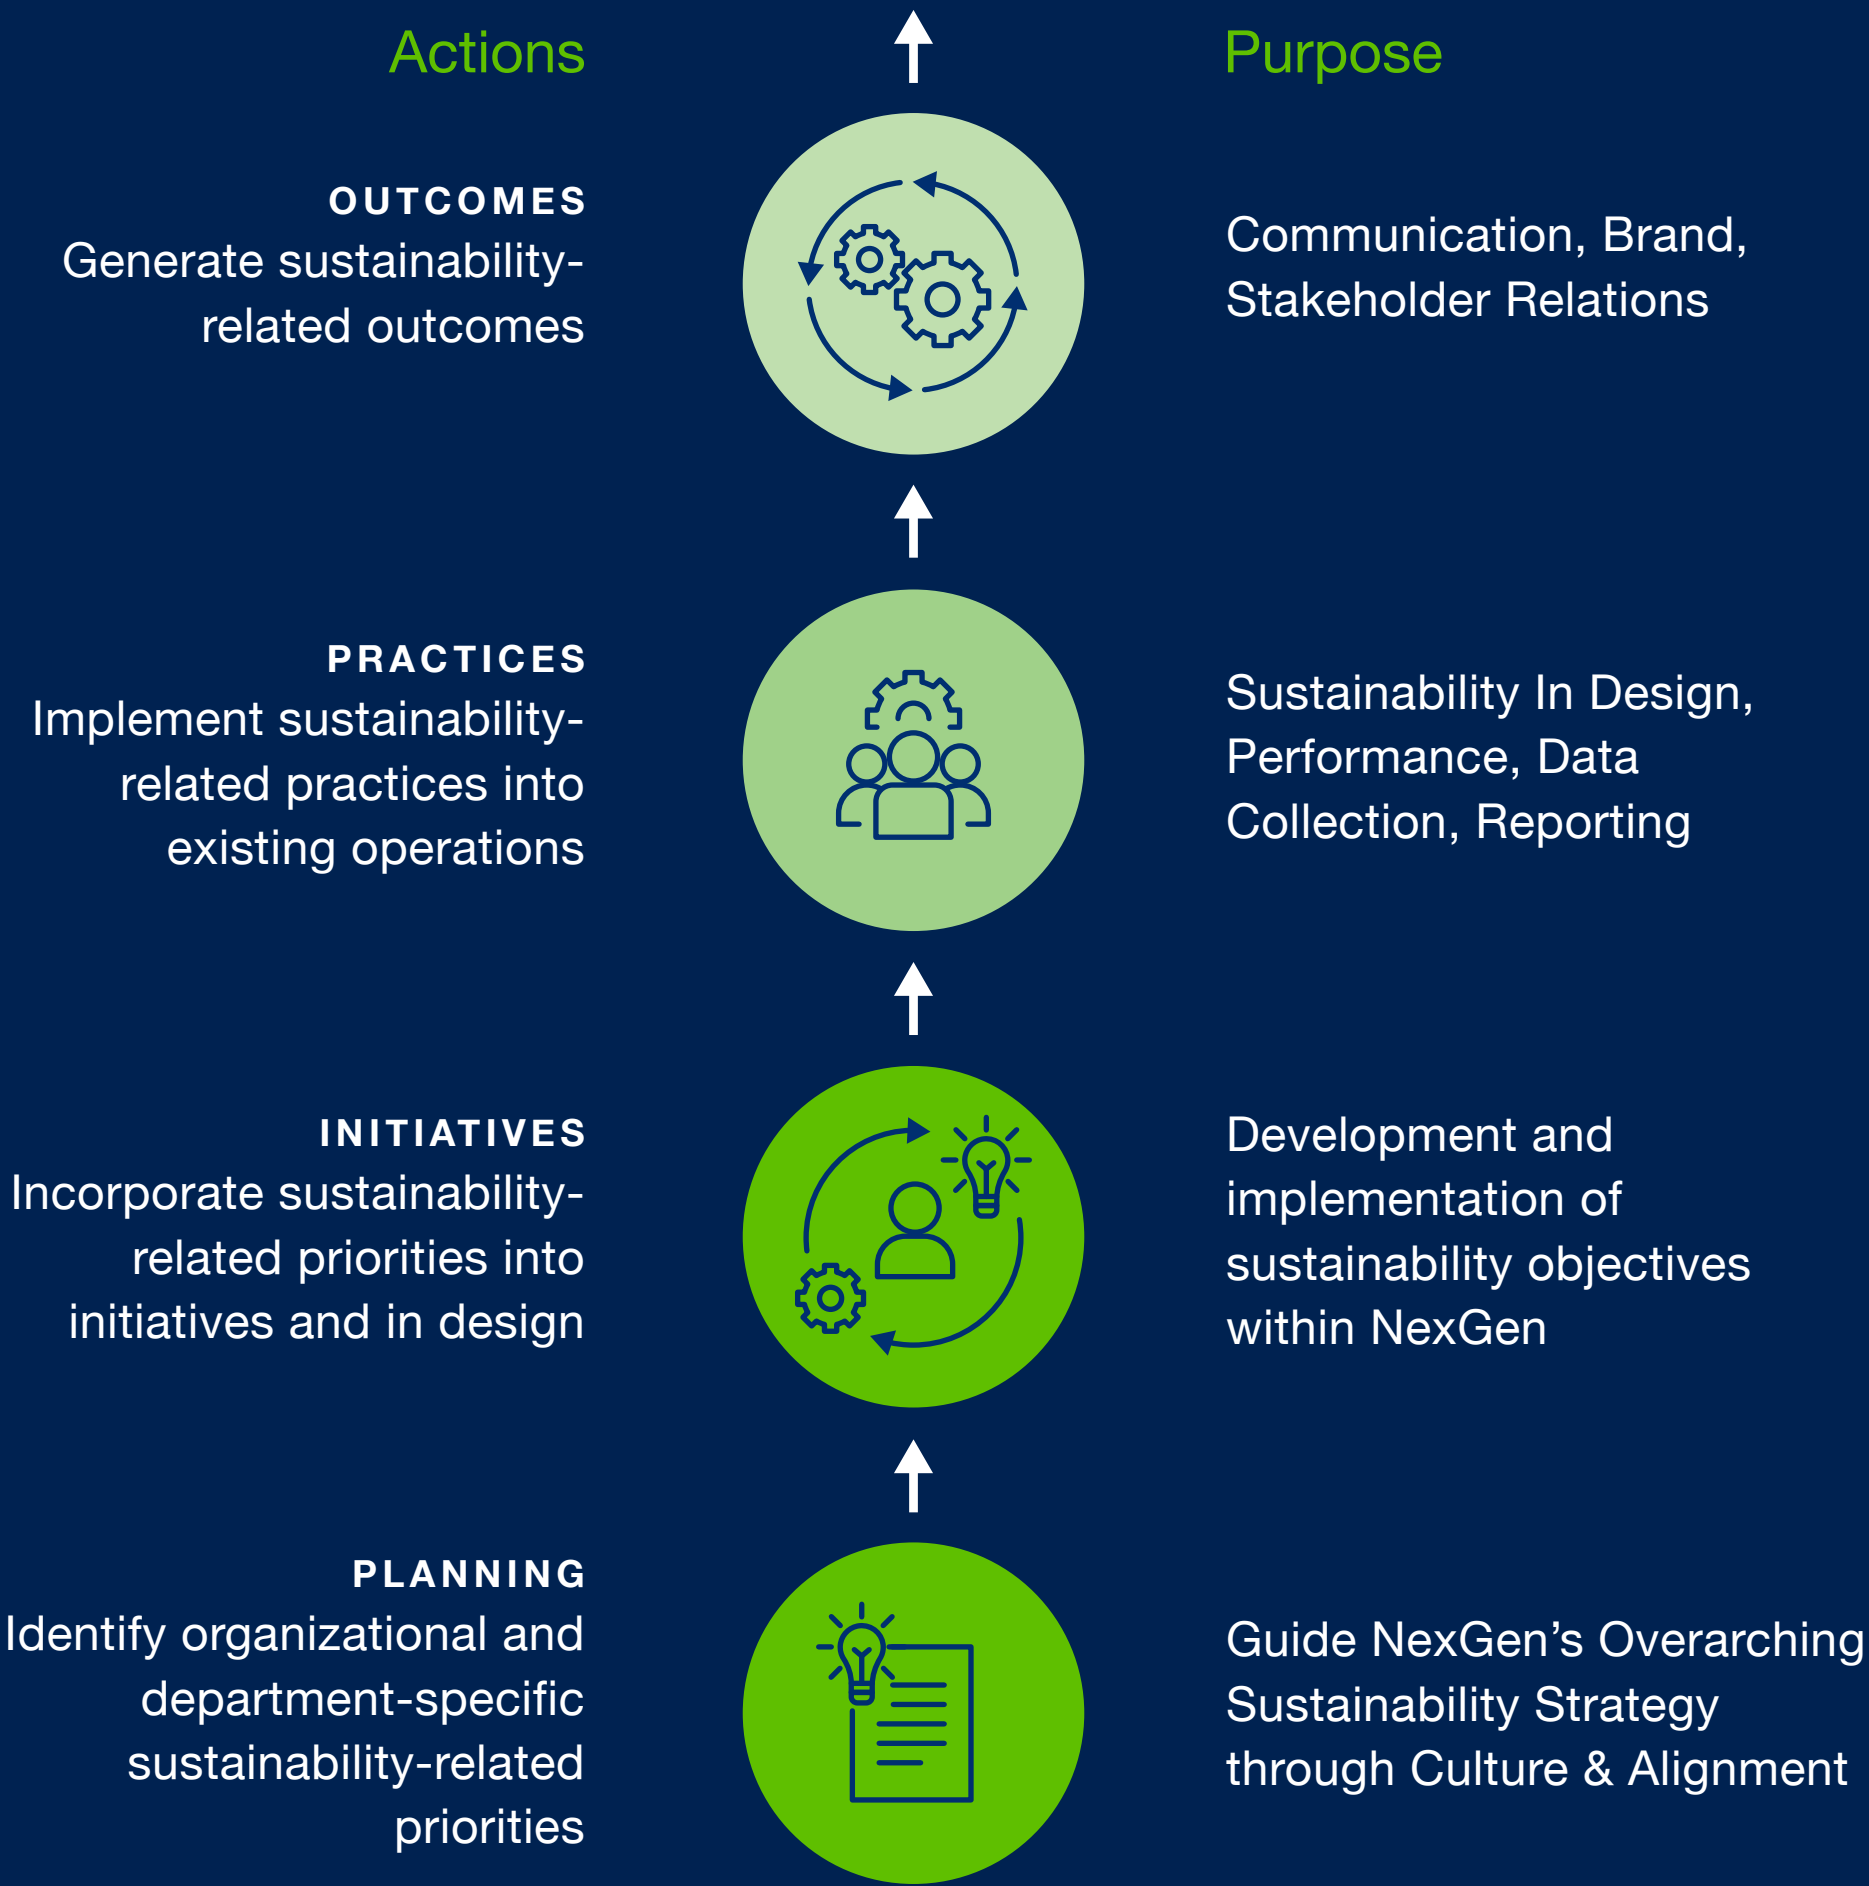 Actions
Purpose
OUTCOMES
Generate sustainability-
related outcomes
Communication, Brand,
Stakeholder Relations
PRACTICES
Implement sustainability-
related practices into
existing operations
Sustainability In Design,
Performance, Data
Collection, Reporting
INITIATIVES
Incorporate sustainability-
related priorities into
initiatives and in design
Development and
implementation of
sustainability objectives
within NexGen
PLANNING
Identify organizational and
department-specific
sustainability-related
priorities
Guide NexGen’s Overarching
Sustainability Strategy
through Culture & Alignment